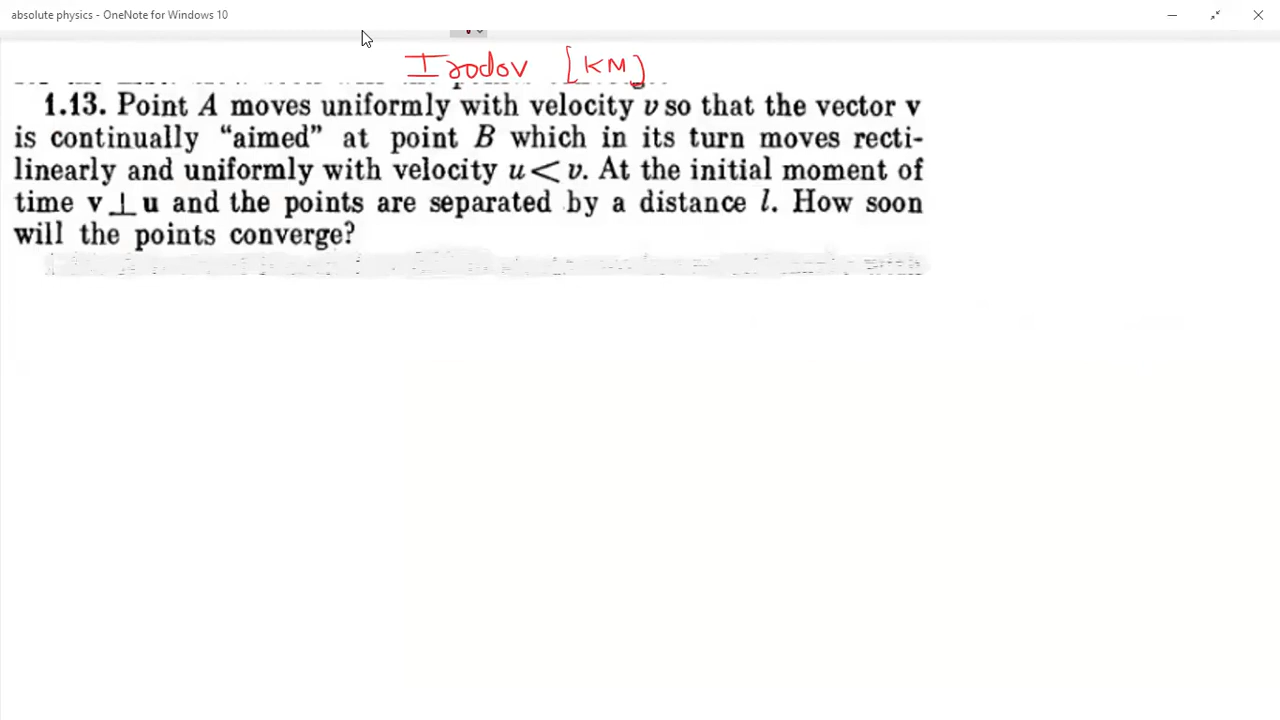 absolute physics - OneNote for Windows 10
Irodov [KM]
1.13. Point A moves uniformly with velocity v so that the vector v
is continually “aimed” at point B which in its turn moves recti-
linearly and uniformly with velocity u < v. At the initial moment of
time v ⊥ u and the points are separated by a distance l. How soon
will the points converge?